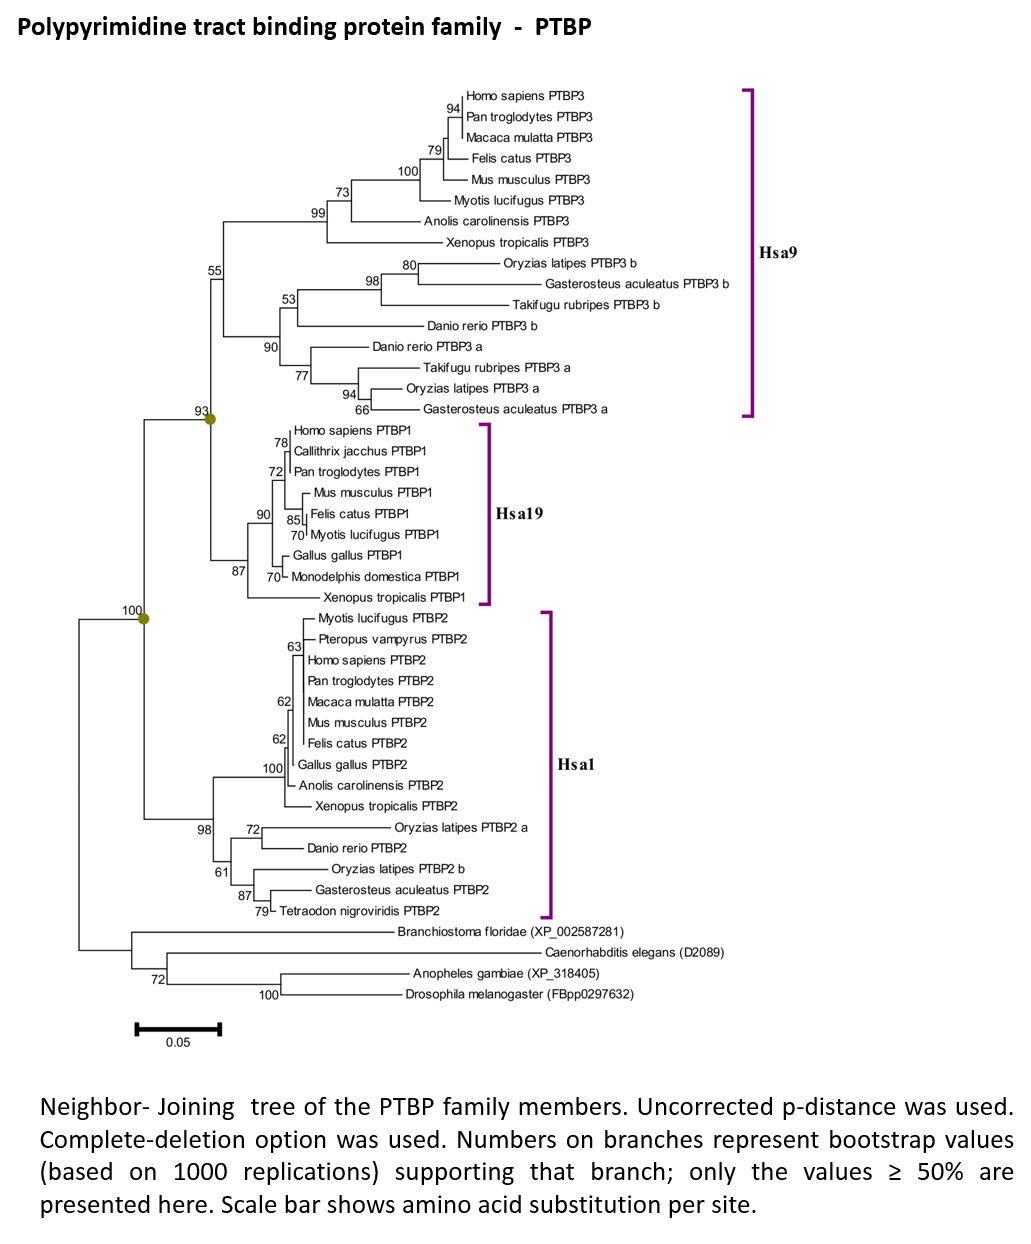 Polypyrimidine tract binding protein family - PTBP
Homo sapiens PTBP3
94
Pan troglodytes PTBP3
Macaca mulatta PTBP3
79
Felis catus PTBP3
100
Mus musculus PTBP3
73
Myotis lucifugus PTBP3
99
Anolis carolinensis PTBP3
Xenopus tropicalis PTBP3
Hsa9
80
Oryzias latipes PTBP3 b
55
98
Gasterosteus aculeatus PTBP3 b
53
Takifugu rubripes PTBP3 b
Danio rerio PTBP3 b
90
Danio rerio PTBP3 a
77
Takifugu rubripes PTBP3 a
94
Oryzias latipes PTBP3 a
66
Gasterosteus aculeatus PTBP3 a
93
Homo sapiens PTBP1
78
Callithrix jacchus PTBP1
72
Pan troglodytes PTBP1
Mus musculus PTBP1
90
85
Felis catus PTBP1
Hsa19
70
Myotis lucifugus PTBP1
Gallus gallus PTBP1
87
70
Monodelphis domestica PTBP1
Xenopus tropicalis PTBP1
100
Myotis lucifugus PTBP2
Pteropus vampyrus PTBP2
63
Homo sapiens PTBP2
Pan troglodytes PTBP2
62
Macaca mulatta PTBP2
Mus musculus PTBP2
62
Felis catus PTBP2
100
Gallus gallus PTBP2
Hsa1
Anolis carolinensis PTBP2
Xenopus tropicalis PTBP2
98
72
Oryzias latipes PTBP2 a
Danio rerio PTBP2
61
Oryzias latipes PTBP2 b
87
Gasterosteus aculeatus PTBP2
79
Tetraodon nigroviridis PTBP2
Branchiostoma floridae (XP_002587281)
Caenorhabditis elegans (D2089)
72
Anopheles gambiae (XP_318405)
100
Drosophila melanogaster (FBpp0297632)
0.05
Neighbor- Joining tree of the PTBP family members. Uncorrected p-distance was used.
Complete-deletion option was used. Numbers on branches represent bootstrap values
(based on 1000 replications) supporting that branch; only the values ≥ 50% are
presented here. Scale bar shows amino acid substitution per site.